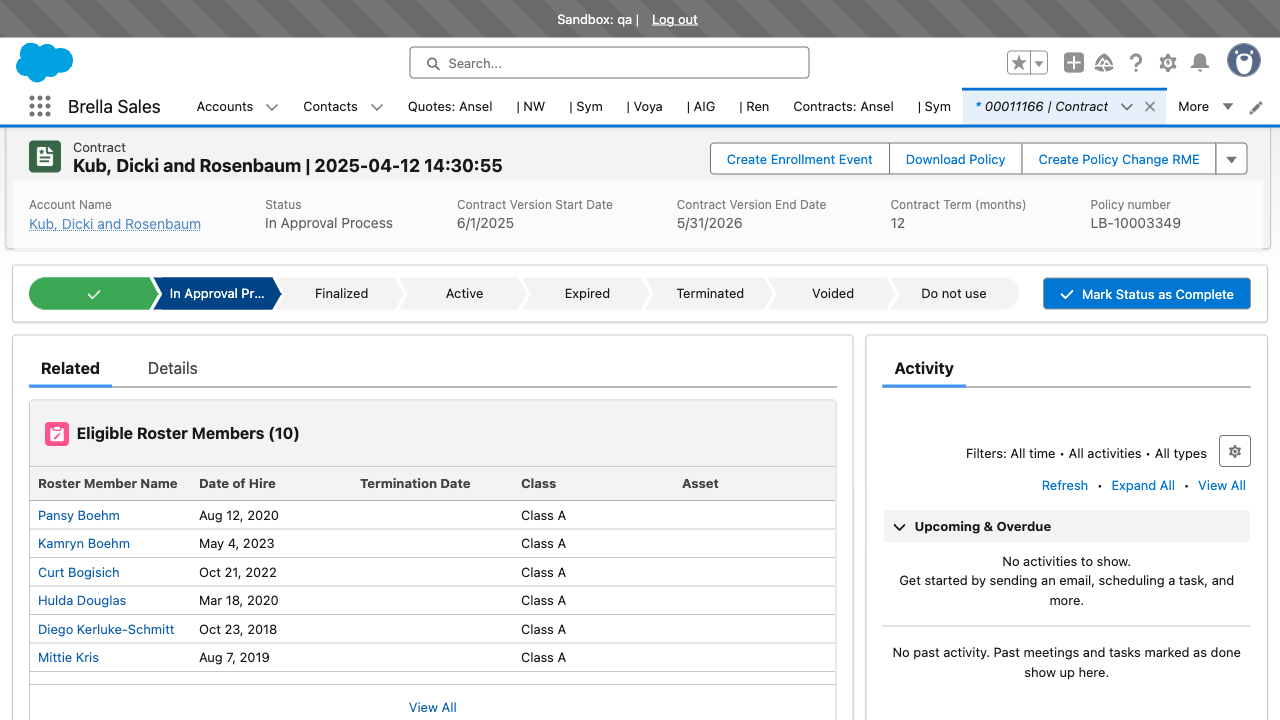 Sandbox: qa | Log out
Search...
Brella Sales Accounts Contacts Quotes: Ansel | NW | Sym | Voya | AIG | Ren Contracts: Ansel | Sym * 00011166 | Contract More
Contract
Kub, Dicki and Rosenbaum | 2025-04-12 14:30:55
Create Enrollment Event Download Policy Create Policy Change RME
Account Name Status Contract Version Start Date Contract Version End Date Contract Term (months) Policy number
Kub, Dicki and Rosenbaum In Approval Process 6/1/2025 5/31/2026 12 LB-10003349
In Approval Pr... Finalized Active Expired Terminated Voided Do not use Mark Status as Complete
Related Details
Eligible Roster Members (10)
Roster Member Name Date of Hire Termination Date Class Asset
Pansy Boehm Aug 12, 2020 Class A
Kamryn Boehm May 4, 2023 Class A
Curt Bogisich Oct 21, 2022 Class A
Hulda Douglas Mar 18, 2020 Class A
Diego Kerluke-Schmitt Oct 23, 2018 Class A
Mittie Kris Aug 7, 2019 Class A
View All
Activity
Filters: All time • All activities • All types
Refresh • Expand All • View All
Upcoming & Overdue
No activities to show.
Get started by sending an email, scheduling a task, and
more.
No past activity. Past meetings and tasks marked as done
show up here.